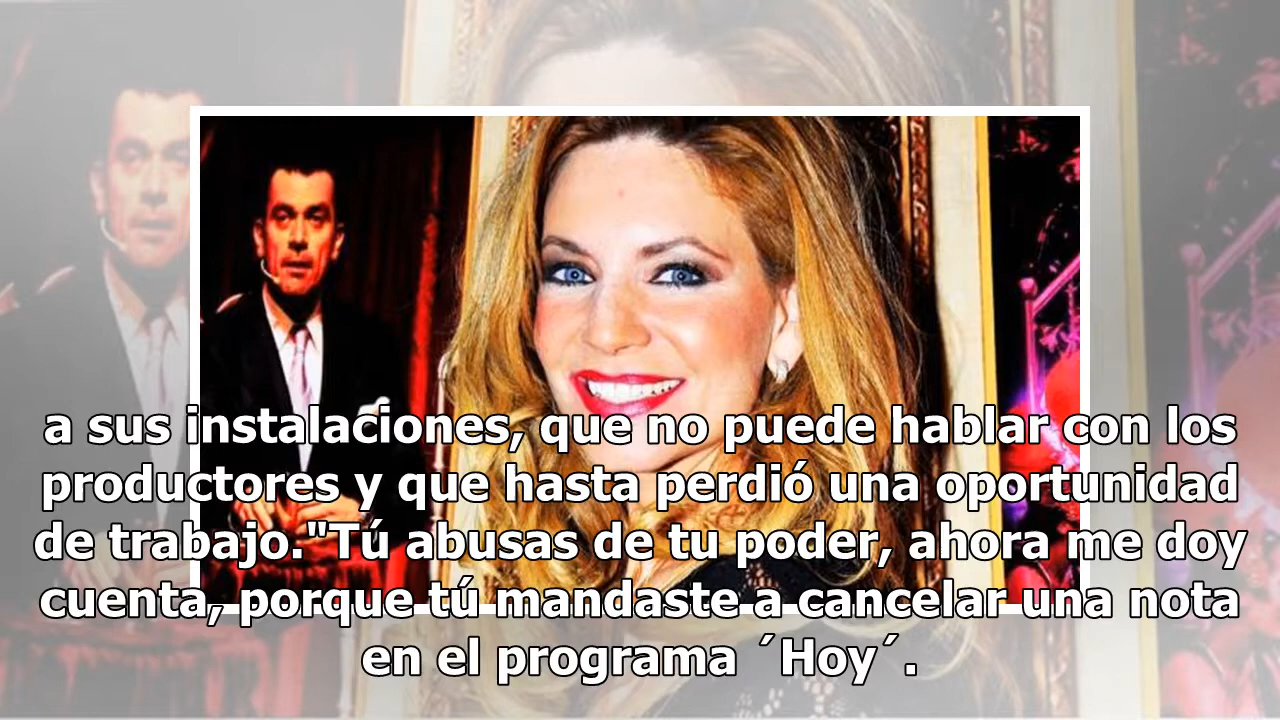 a sus instalaciones, que no puede hablar con los
productores y que hasta perdió una oportunidad
de trabajo."Tú abusas de tu poder, ahora me doy
cuenta, porque tú mandaste a cancelar una nota
en el programa ´Hoy´.